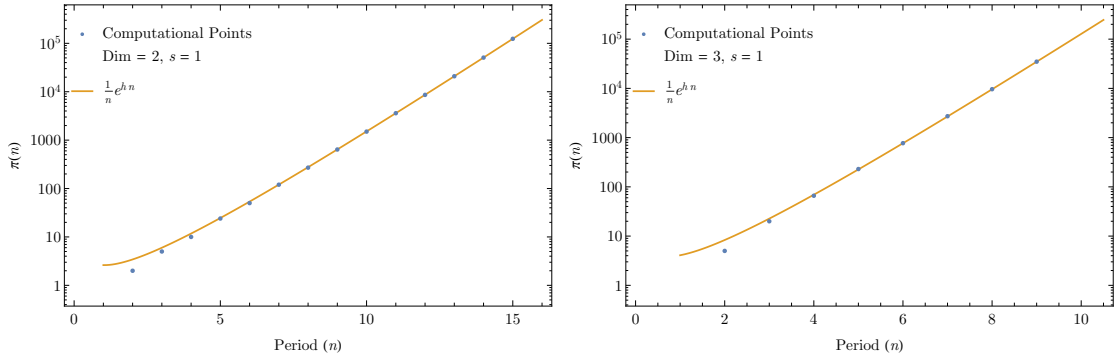 Computational Points
Dim = 2, s = 1
1/n e^{h n}
10^5
10^4
1000
100
10
1
π(n)
0 5 10 15
Period (n)
Computational Points
Dim = 3, s = 1
1/n e^{h n}
10^5
10^4
1000
100
10
1
π(n)
0 2 4 6 8 10
Period (n)